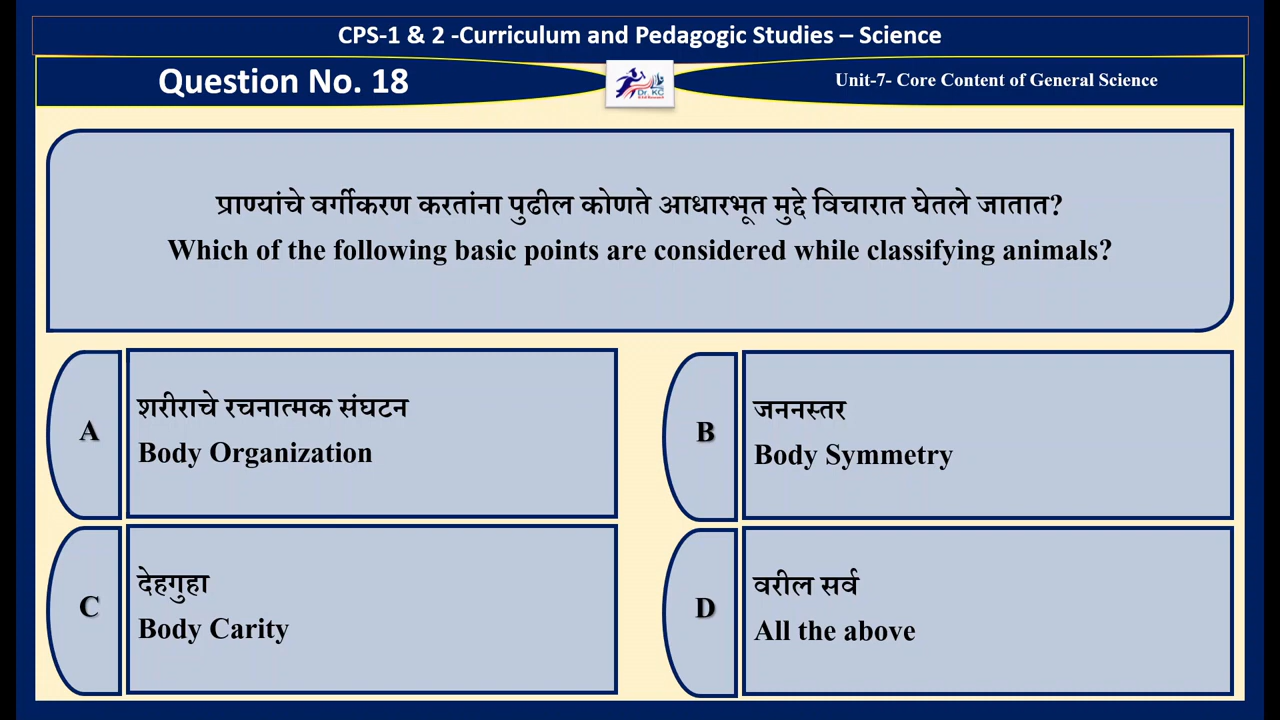 CPS-1 & 2 -Curriculum and Pedagogic Studies – Science
Question No. 18
Dr. KC
Unit-7- Core Content of General Science
प्राण्यांचे वर्गीकरण करतांना पुढील कोणते आधारभूत मुद्दे विचारात घेतले जातात?
Which of the following basic points are considered while classifying animals?
A
शरीराचे रचनात्मक संघटन
Body Organization
B
जननस्तर
Body Symmetry
C
देहगुहा
Body Carity
D
वरील सर्व
All the above